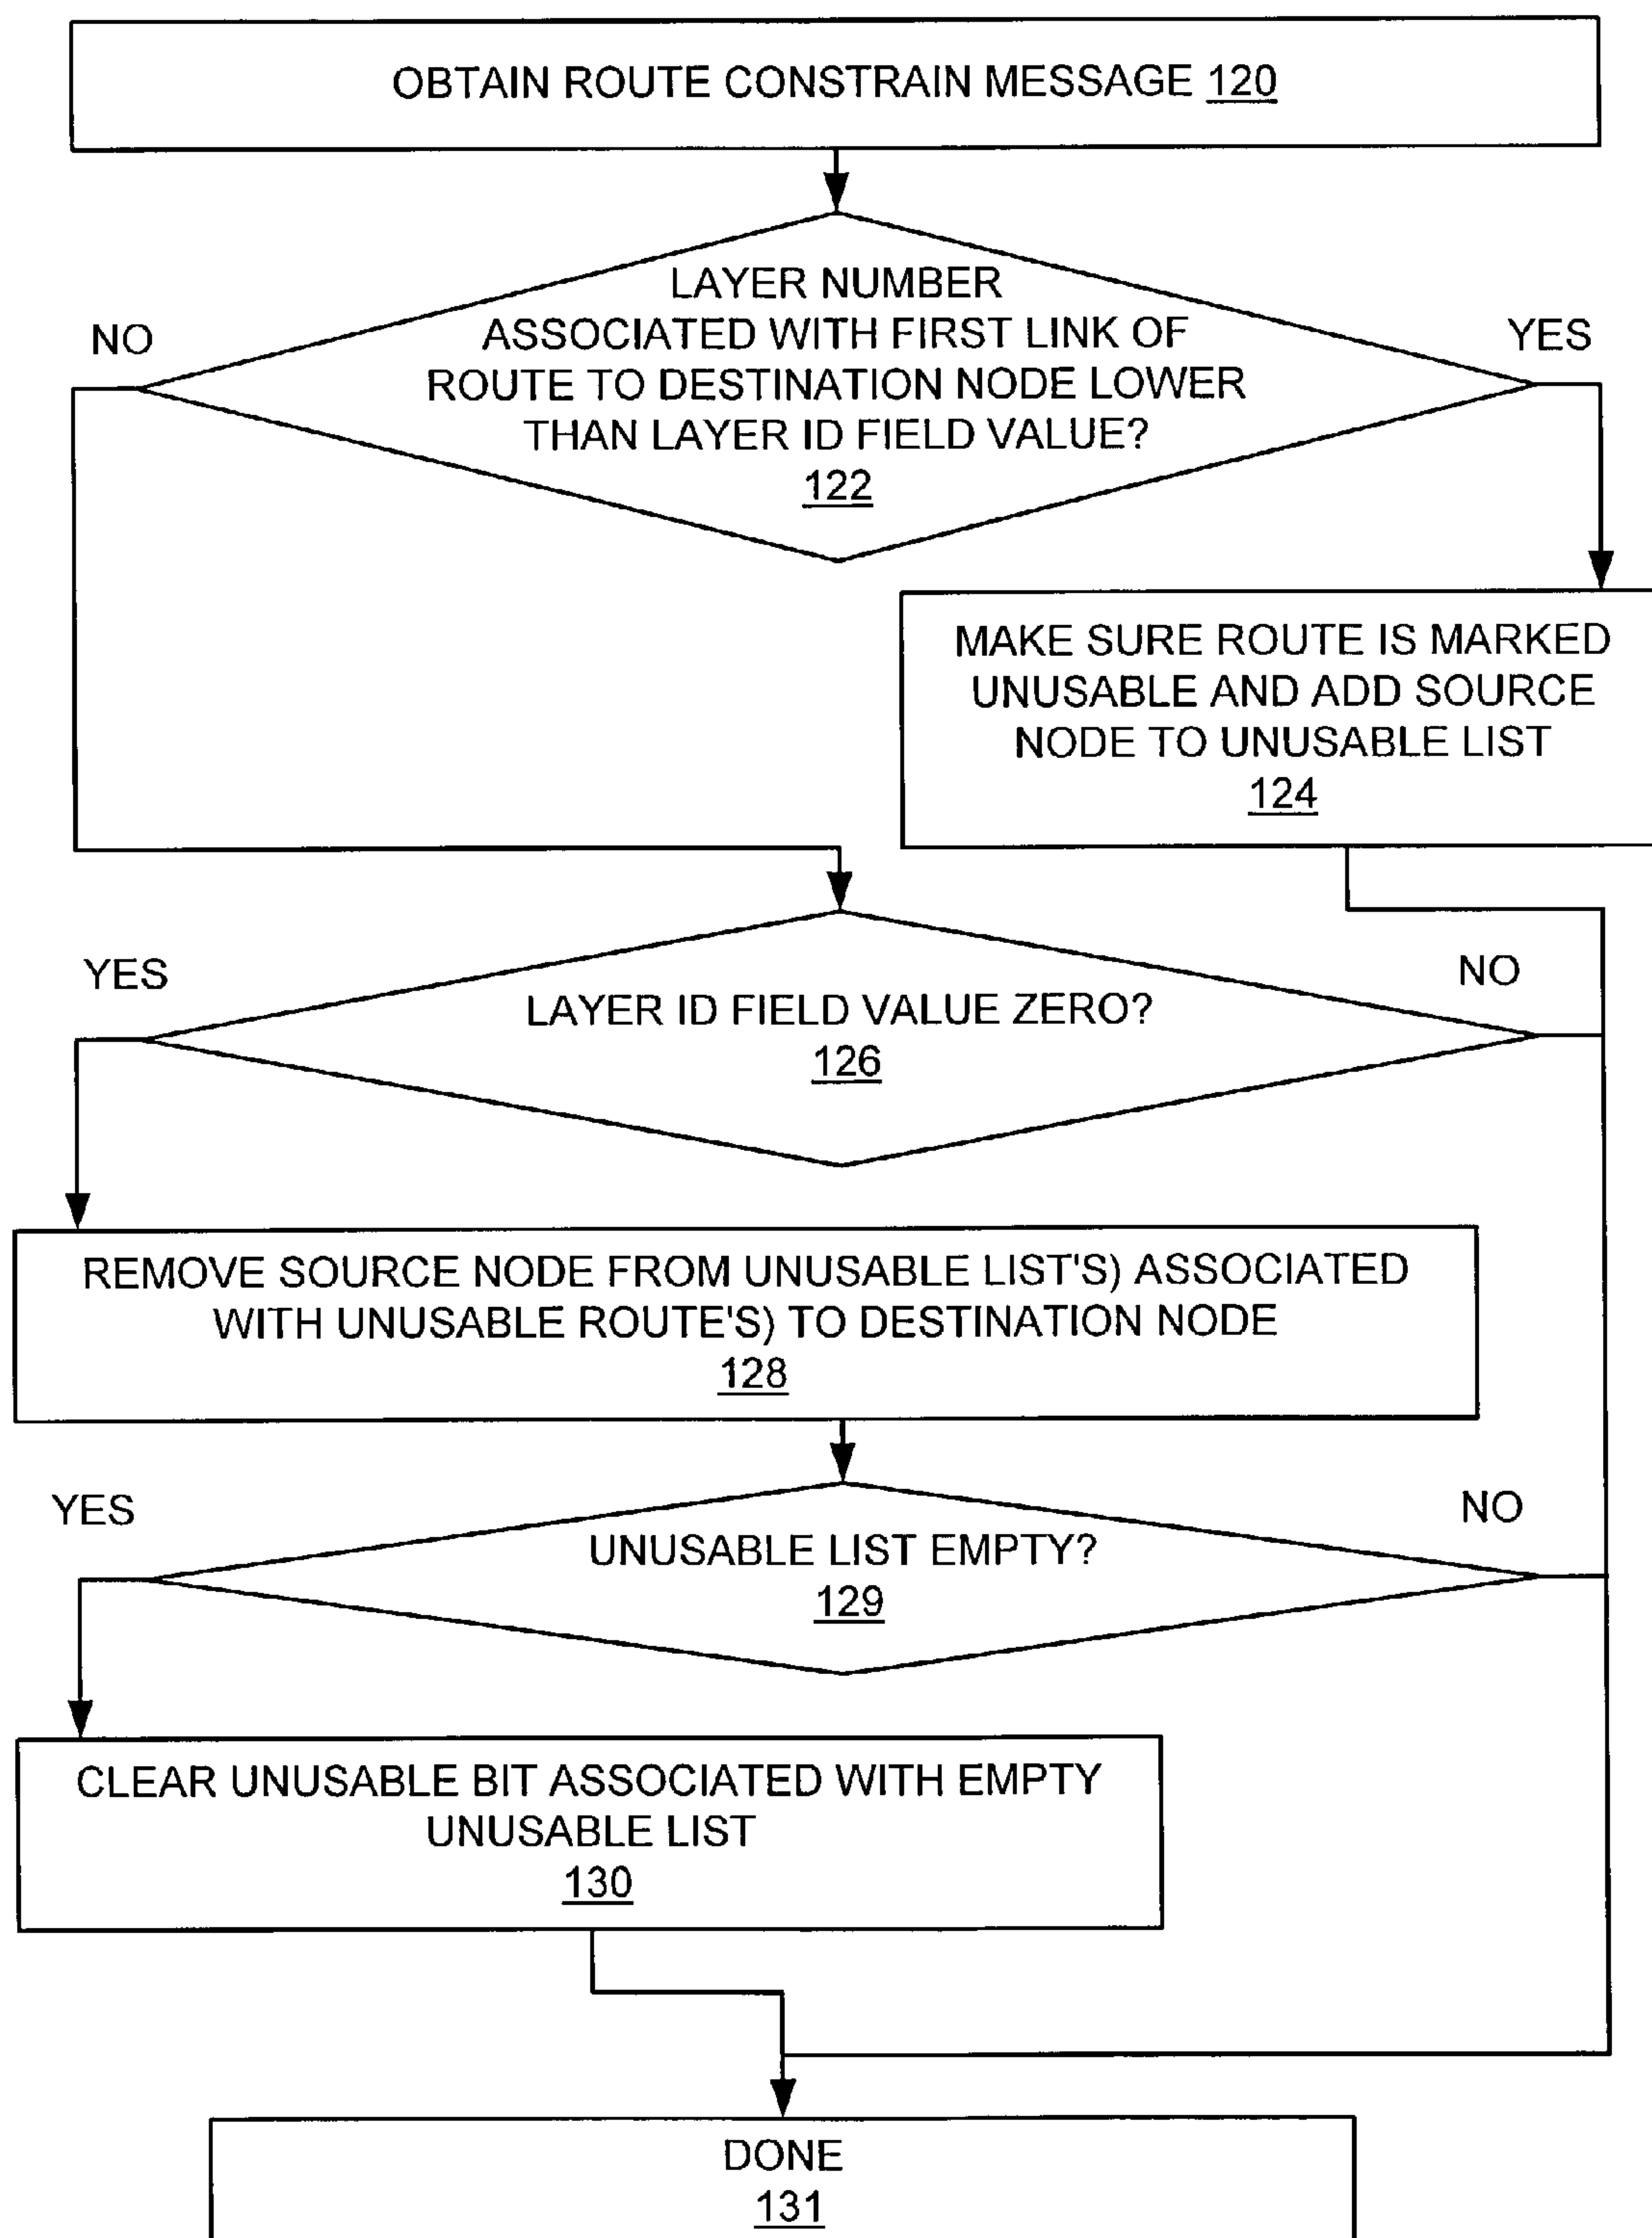 OBTAIN ROUTE CONSTRAIN MESSAGE 120
LAYER NUMBER
ASSOCIATED WITH FIRST LINK OF
ROUTE TO DESTINATION NODE LOWER
THAN LAYER ID FIELD VALUE?
122
NO
YES
MAKE SURE ROUTE IS MARKED
UNUSABLE AND ADD SOURCE
NODE TO UNUSABLE LIST
124
YES
NO
LAYER ID FIELD VALUE ZERO?
126
REMOVE SOURCE NODE FROM UNUSABLE LIST'S) ASSOCIATED
WITH UNUSABLE ROUTE'S) TO DESTINATION NODE
128
YES
NO
UNUSABLE LIST EMPTY?
129
CLEAR UNUSABLE BIT ASSOCIATED WITH EMPTY
UNUSABLE LIST
130
DONE
131